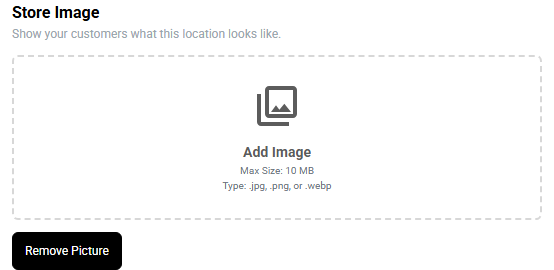 Store Image
Show your customers what this location looks like.
Add Image
Max Size: 10 MB
Type: .jpg, .png, or .webp
Remove Picture